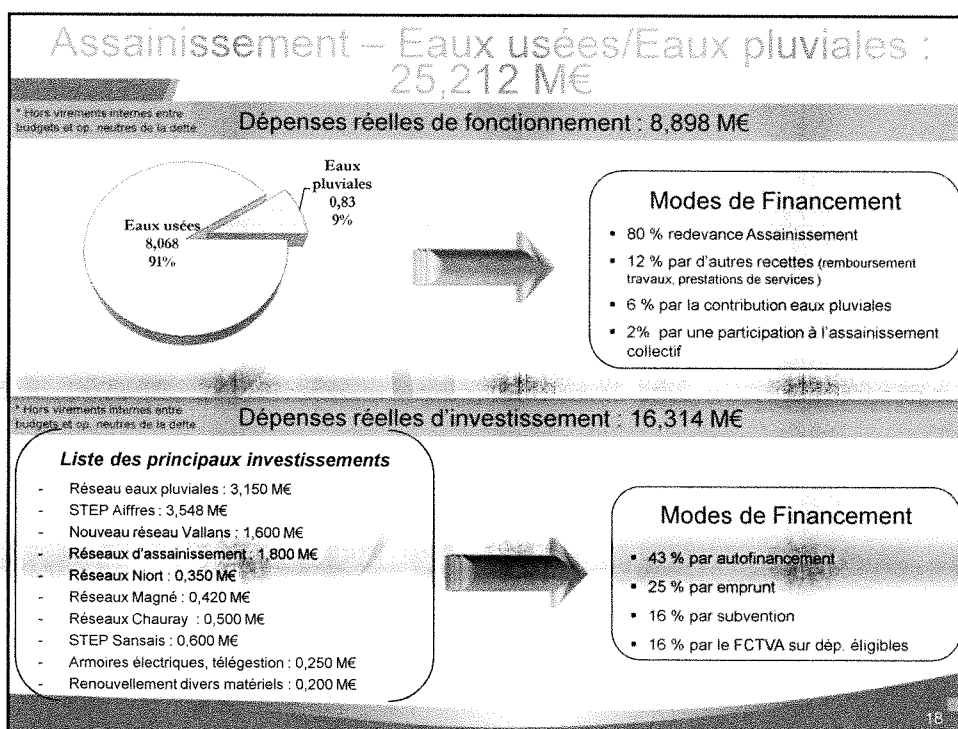 Assainissement – Eaux usées/Eaux pluviales :
25,212 M€
* Hors virements internes entre
budgets et op. neutres de la dette
Dépenses réelles de fonctionnement : 8,898 M€
Eaux
pluviales
0,83
9%
Eaux usées
8,068
91%
Modes de Financement
▪ 80 % redevance Assainissement
▪ 12 % par d'autres recettes (remboursement
travaux, prestations de services )
▪ 6 % par la contribution eaux pluviales
▪ 2% par une participation à l'assainissement
collectif
* Hors virements internes entre
budgets et op. neutres de la dette
Dépenses réelles d'investissement : 16,314 M€
Liste des principaux investissements
- Réseau eaux pluviales : 3,150 M€
- STEP Aiffres : 3,548 M€
- Nouveau réseau Vallans : 1,600 M€
- Réseaux d'assainissement : 1,800 M€
- Réseaux Niort : 0,350 M€
- Réseaux Magné : 0,420 M€
- Réseaux Chauray : 0,500 M€
- STEP Sansais : 0,600 M€
- Armoires électriques, télégestion : 0,250 M€
- Renouvellement divers matériels : 0,200 M€
Modes de Financement
▪ 43 % par autofinancement
▪ 25 % par emprunt
▪ 16 % par subvention
▪ 16 % par le FCTVA sur dép. éligibles
18